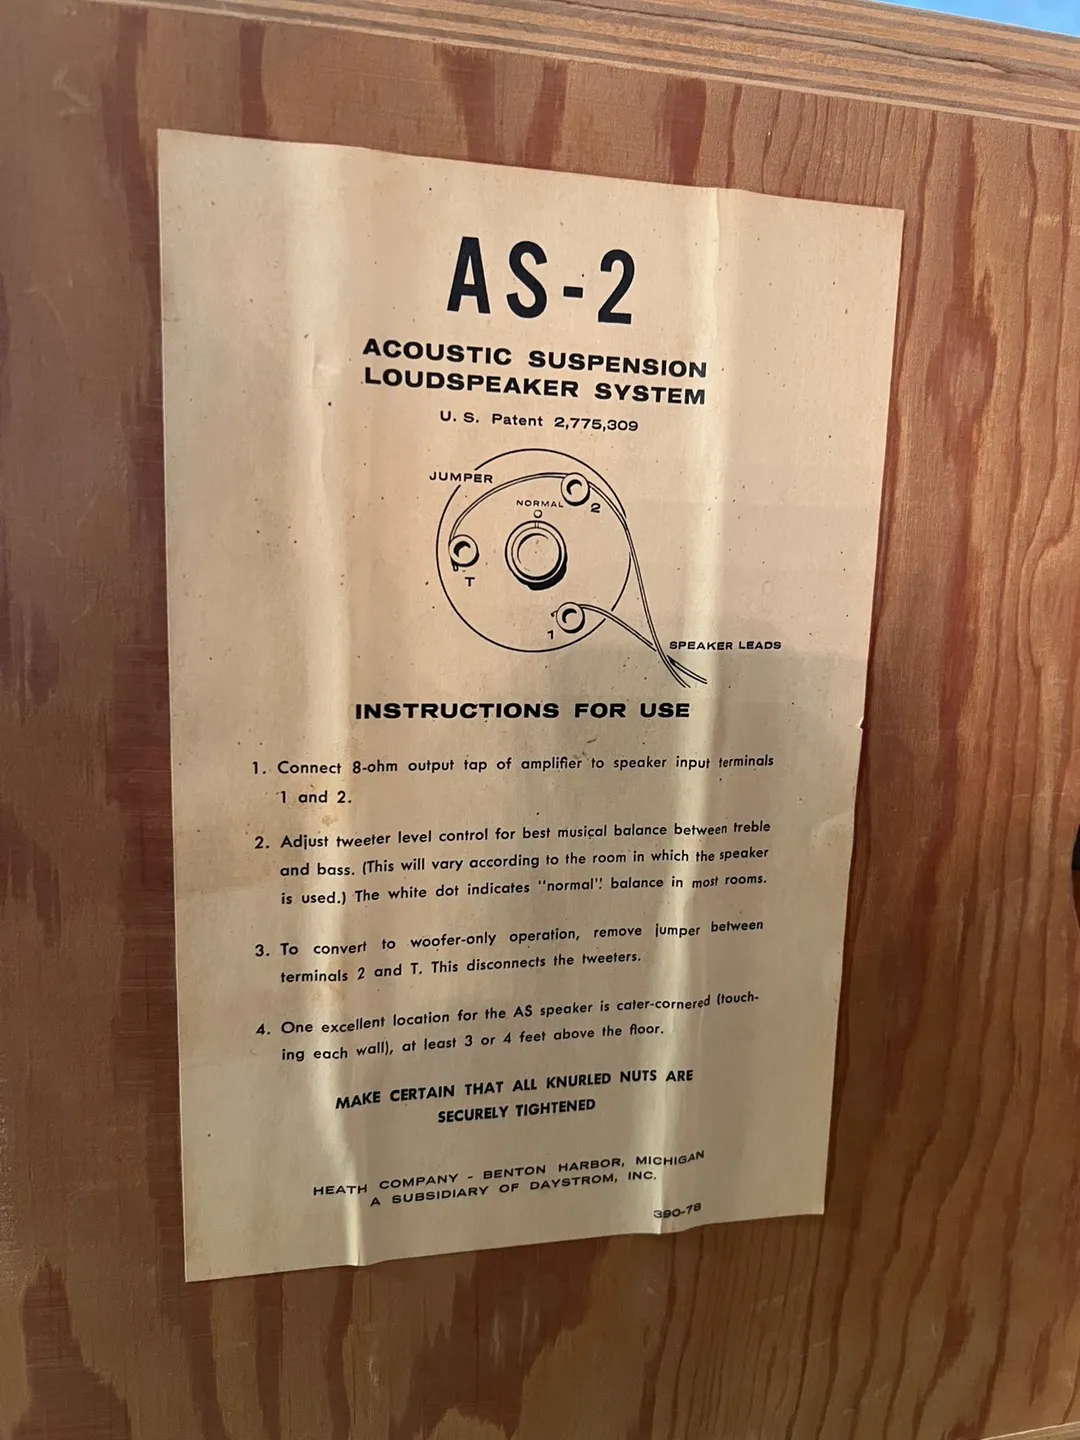 AS-2
ACOUSTIC SUSPENSION
LOUDSPEAKER SYSTEM
U. S. Patent 2,775,309
JUMPER
NORMAL
2
T
1
SPEAKER LEADS
INSTRUCTIONS FOR USE
1. Connect 8-ohm output tap of amplifier to speaker input terminals
1 and 2.
2. Adjust tweeter level control for best musical balance between treble
and bass. (This will vary according to the room in which the speaker
is used.) The white dot indicates "normal" balance in most rooms.
3. To convert to woofer-only operation, remove jumper between
terminals 2 and T. This disconnects the tweeters.
4. One excellent location for the AS speaker is cater-cornered (touch-
ing each wall), at least 3 or 4 feet above the floor.
MAKE CERTAIN THAT ALL KNURLED NUTS ARE
SECURELY TIGHTENED
HEATH COMPANY - BENTON HARBOR, MICHIGAN
A SUBSIDIARY OF DAYSTROM, INC.
390-78